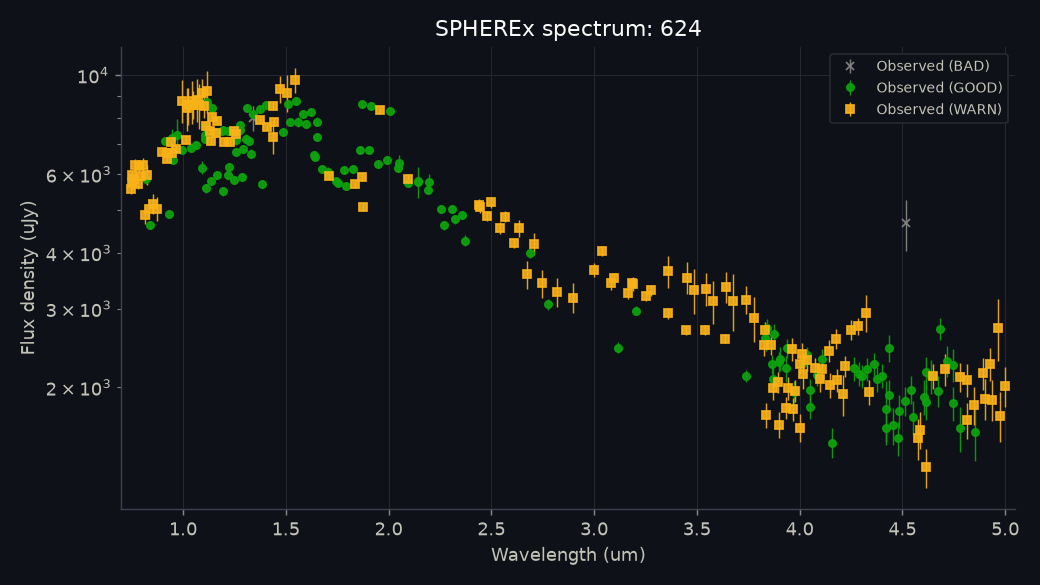 SPHEREx spectrum: 624
Observed (BAD)
Observed (GOOD)
Observed (WARN)
Flux density (uJy)
10⁴
6 × 10³
4 × 10³
3 × 10³
2 × 10³
1.0 1.5 2.0 2.5 3.0 3.5 4.0 4.5 5.0
Wavelength (um)